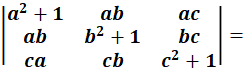 |a² + 1 ab ac|
|ab b² + 1 bc| =
|ca cb c² + 1|